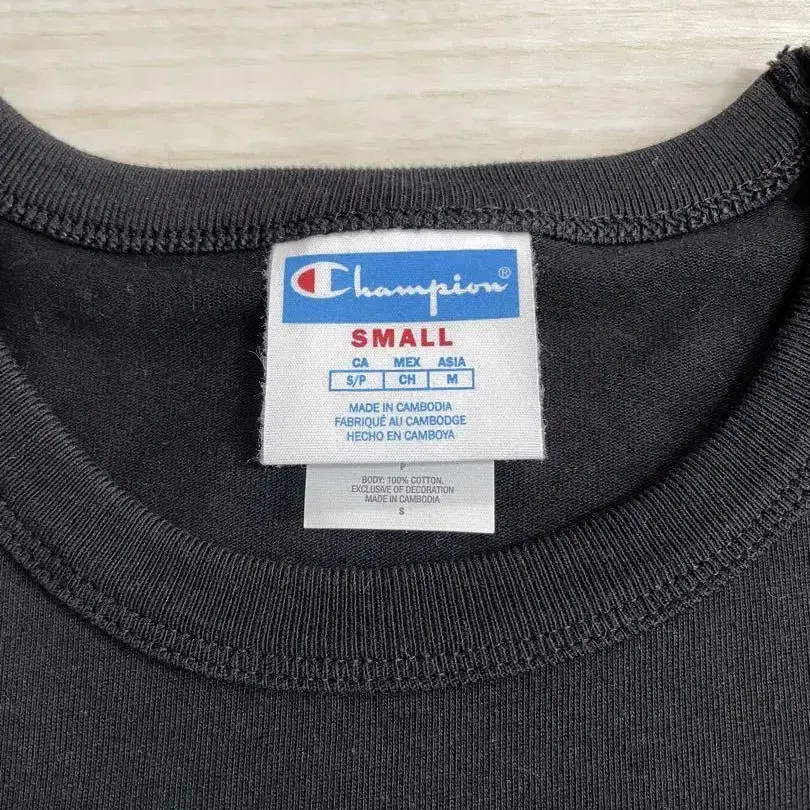 Champion®
SMALL
CA MEX ASIA
S/P CH M
MADE IN CAMBODIA
FABRIQUÉ AU CAMBODGE
HECHO EN CAMBOYA
P
BODY: 100% COTTON.
EXCLUSIVE OF DECORATION
MADE IN CAMBODIA
S